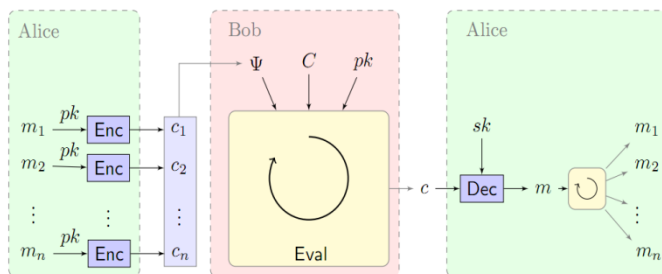 Alice
Bob
Alice
Ψ C pk
m₁ pk Enc c₁
m₂ pk Enc c₂
⋮ ⋮ ⋮
mₙ pk Enc cₙ
Eval
c
sk
Dec
m
m₁
m₂
⋮
mₙ